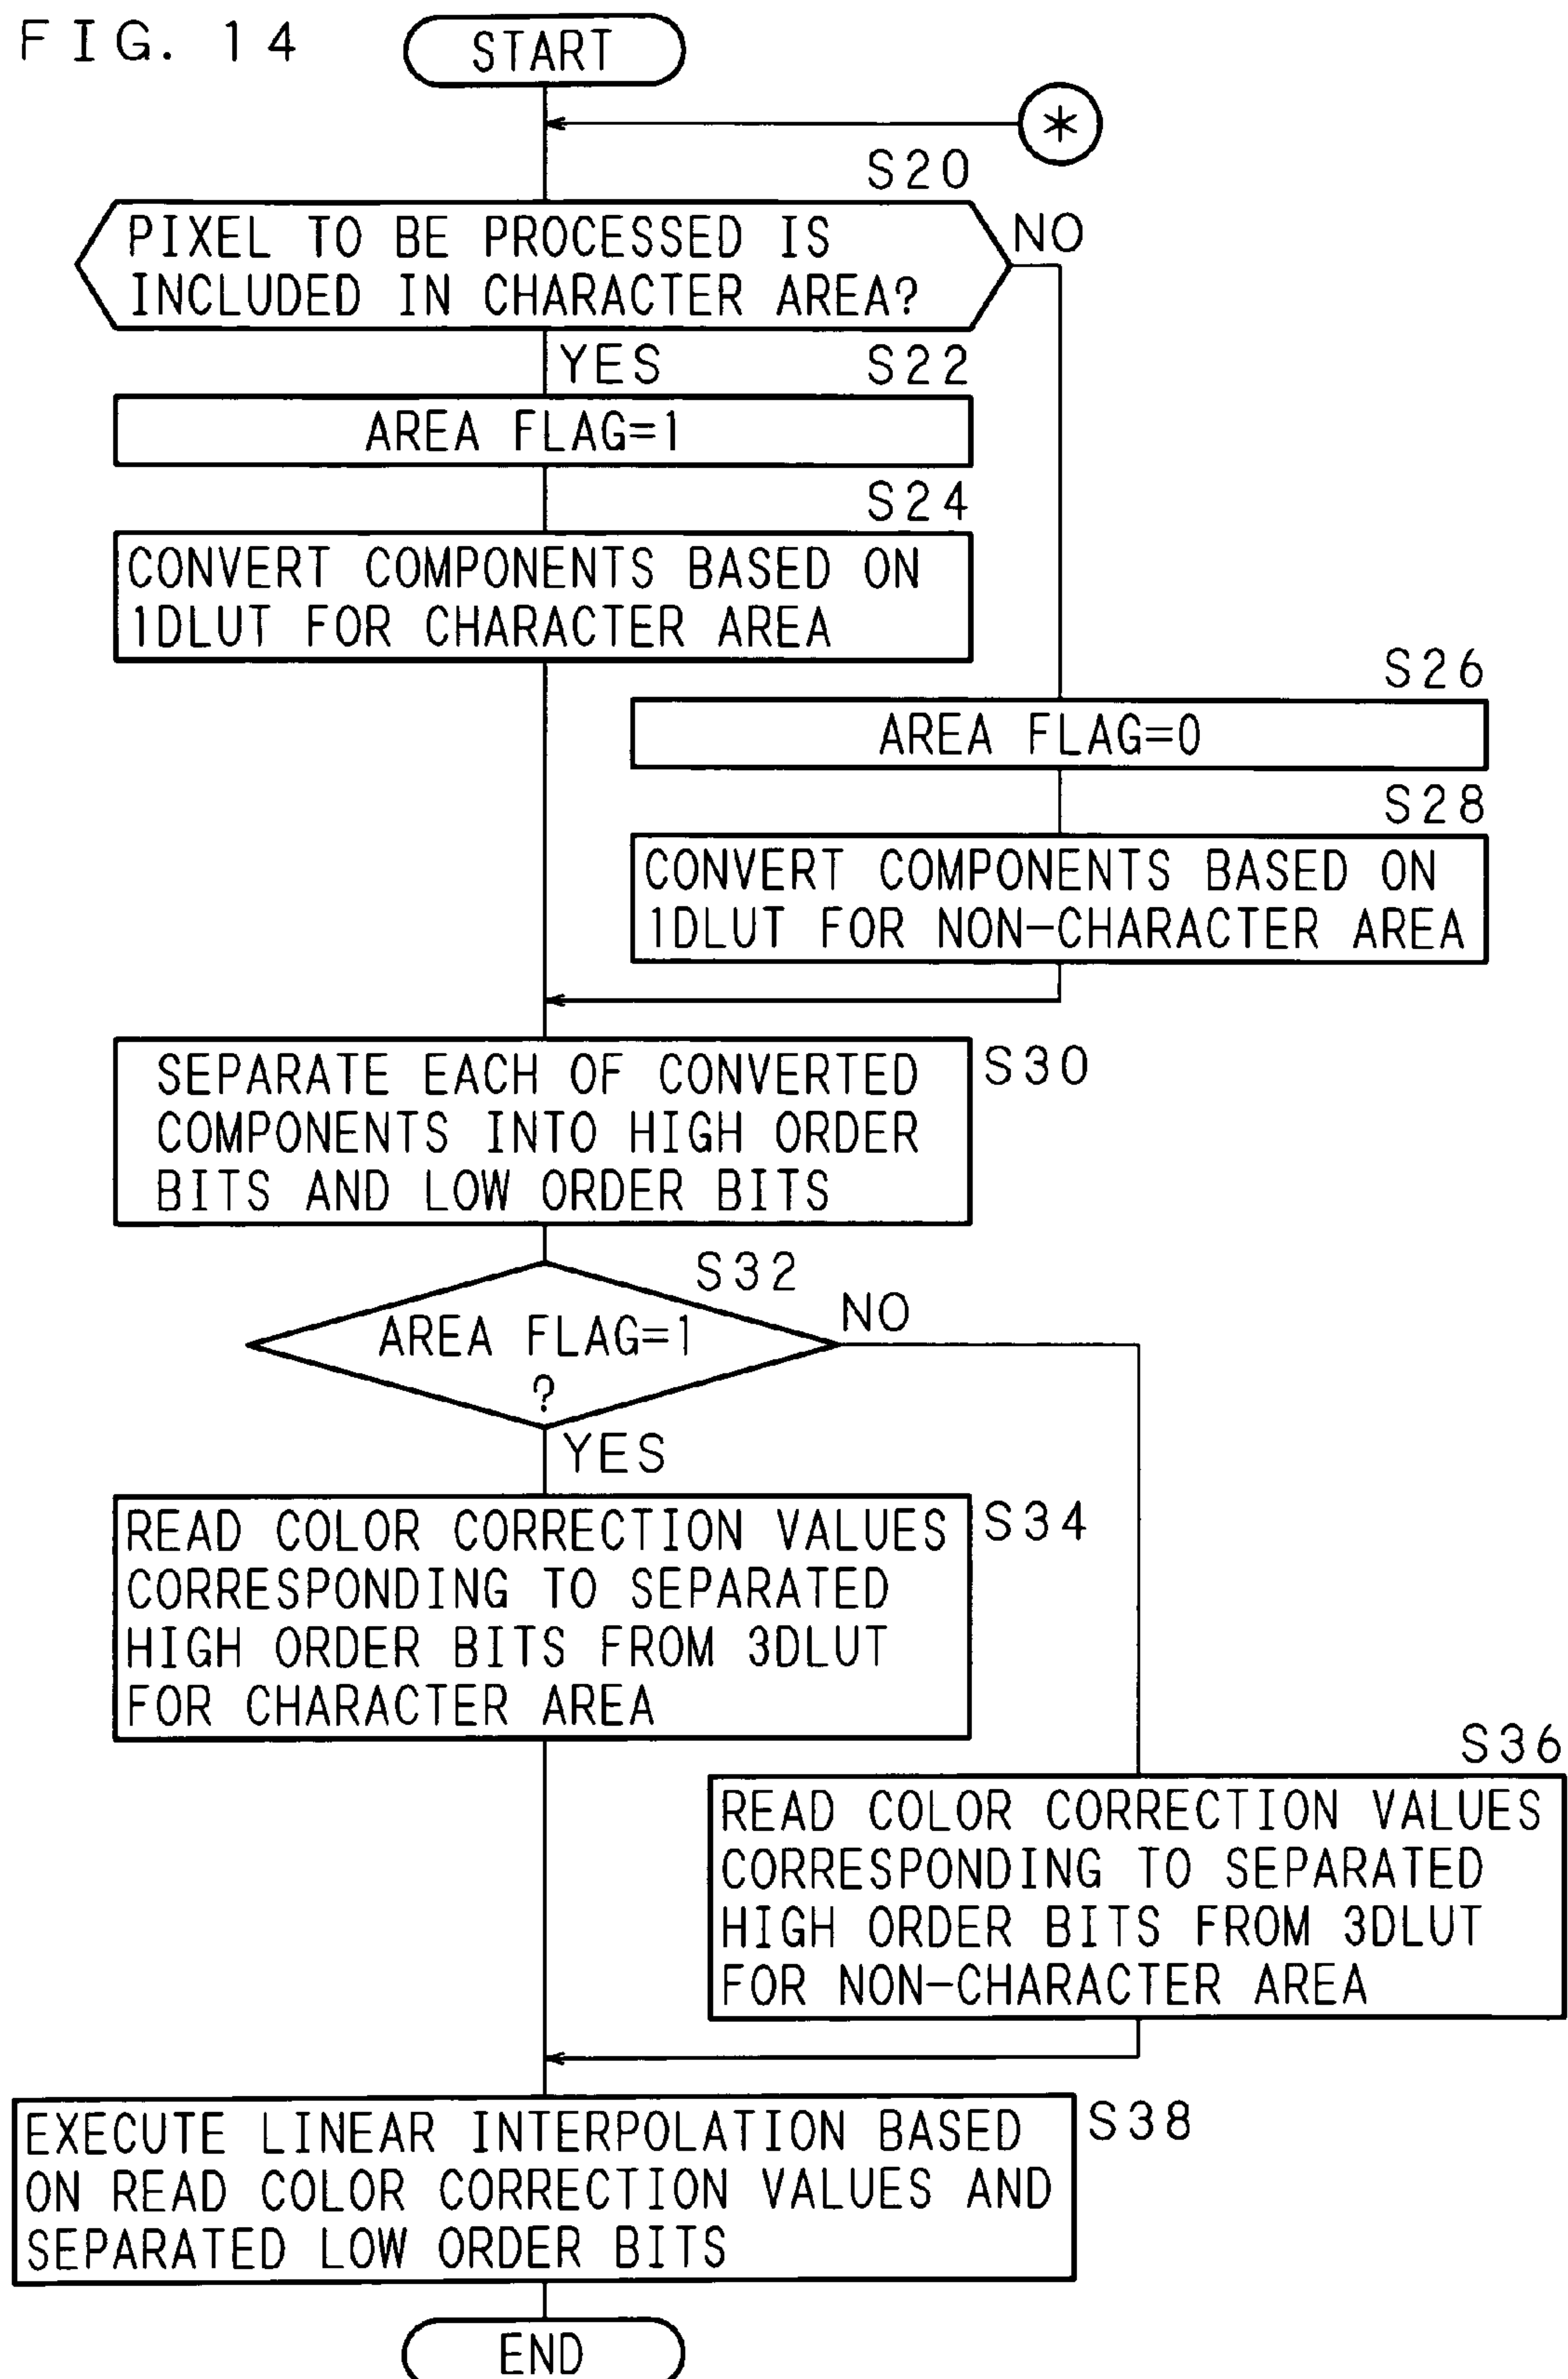 FIG. 14
START
*
S20
PIXEL TO BE PROCESSED IS
INCLUDED IN CHARACTER AREA?
NO
YES
S22
AREA FLAG=1
S24
CONVERT COMPONENTS BASED ON
1DLUT FOR CHARACTER AREA
S26
AREA FLAG=0
S28
CONVERT COMPONENTS BASED ON
1DLUT FOR NON-CHARACTER AREA
SEPARATE EACH OF CONVERTED
COMPONENTS INTO HIGH ORDER
BITS AND LOW ORDER BITS
S30
S32
AREA FLAG=1
?
NO
YES
READ COLOR CORRECTION VALUES
CORRESPONDING TO SEPARATED
HIGH ORDER BITS FROM 3DLUT
FOR CHARACTER AREA
S34
S36
READ COLOR CORRECTION VALUES
CORRESPONDING TO SEPARATED
HIGH ORDER BITS FROM 3DLUT
FOR NON-CHARACTER AREA
EXECUTE LINEAR INTERPOLATION BASED
ON READ COLOR CORRECTION VALUES AND
SEPARATED LOW ORDER BITS
S38
END